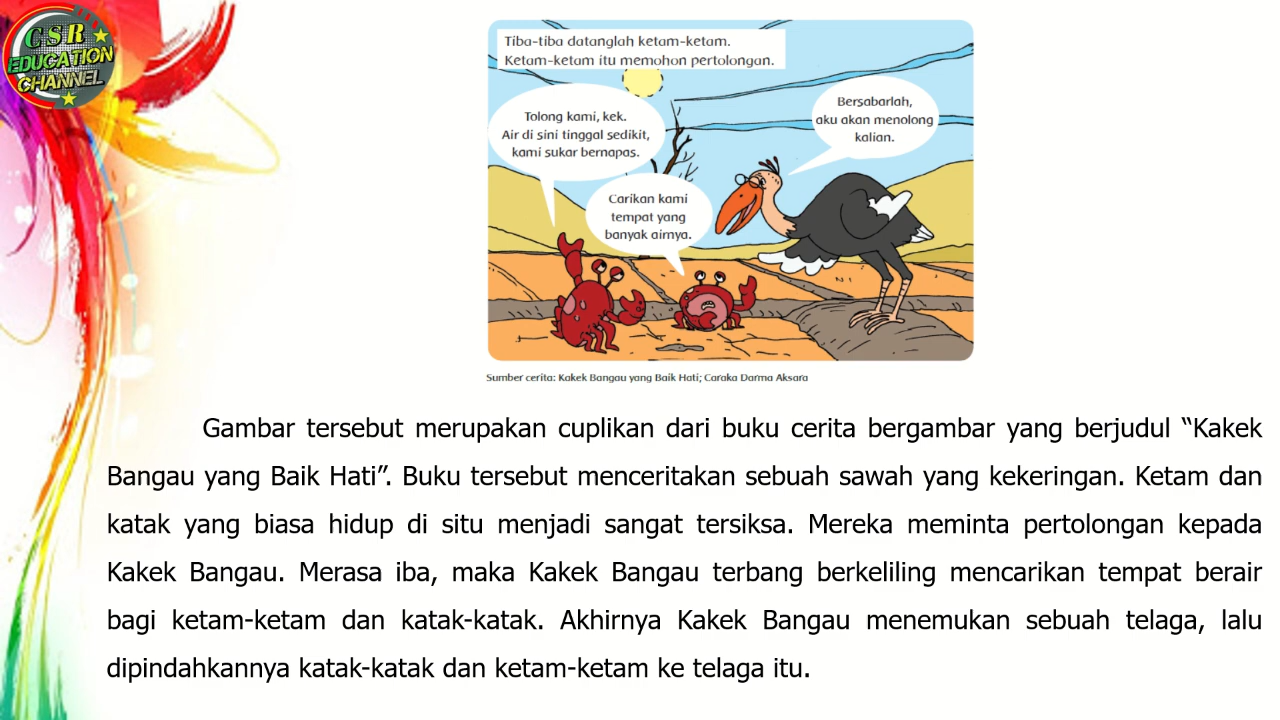 CSR
EDUCATION
CHANNEL
Tiba-tiba datanglah ketam-ketam.
Ketam-ketam itu memohon pertolongan.
Tolong kami, kek.
Air di sini tinggal sedikit,
kami sukar bernapas.
Bersabarlah,
aku akan menolong
kalian.
Carikan kami
tempat yang
banyak airnya.
Sumber cerita: Kakek Bangau yang Baik Hati; Caraka Darma Aksara
Gambar tersebut merupakan cuplikan dari buku cerita bergambar yang berjudul “Kakek
Bangau yang Baik Hati”. Buku tersebut menceritakan sebuah sawah yang kekeringan. Ketam dan
katak yang biasa hidup di situ menjadi sangat tersiksa. Mereka meminta pertolongan kepada
Kakek Bangau. Merasa iba, maka Kakek Bangau terbang berkeliling mencarikan tempat berair
bagi ketam-ketam dan katak-katak. Akhirnya Kakek Bangau menemukan sebuah telaga, lalu
dipindahkannya katak-katak dan ketam-ketam ke telaga itu.